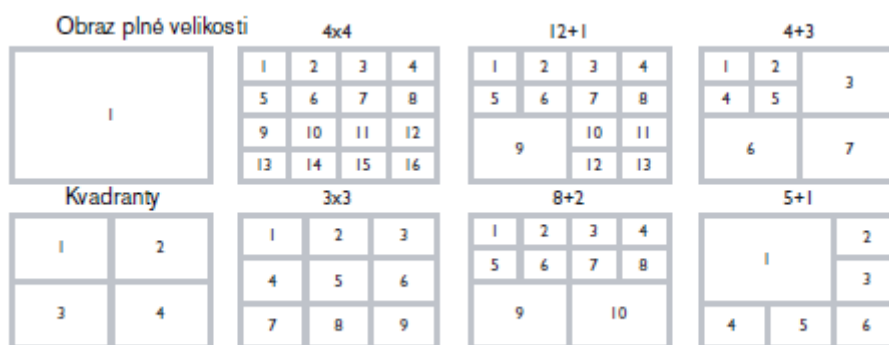 Obraz plné velikosti 4x4 12+1 4+3
1 2 3 4 1 2 3 4 1 2 3
5 6 7 8 5 6 7 8 4 5
1
9 10 11 12 9 10 11 6 7
13 14 15 16 12 13
Kvadranty 3x3 8+2 5+1
1 2 1 2 3 1 2 3 4 1 2
5 6 7 8
4 5 6 3
3 4 9 10
7 8 9 4 5 6